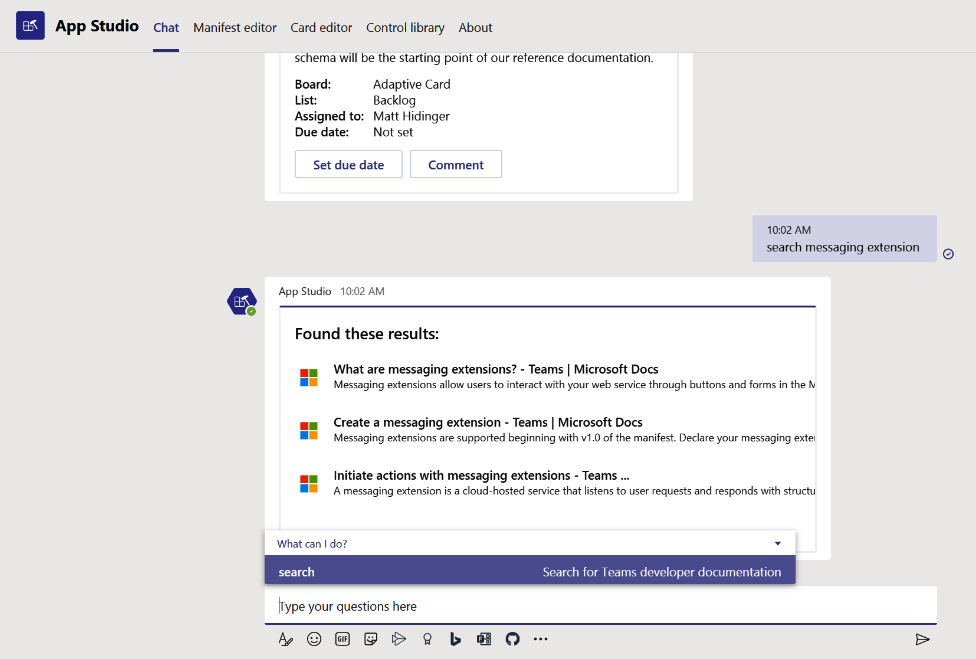 App Studio Chat Manifest editor Card editor Control library About
schema will be the starting point of our reference documentation.
Board: Adaptive Card
List: Backlog
Assigned to: Matt Hidinger
Due date: Not set
Set due date Comment
10:02 AM
search messaging extension
App Studio 10:02 AM
Found these results:
What are messaging extensions? - Teams | Microsoft Docs
Messaging extensions allow users to interact with your web service through buttons and forms in the M
Create a messaging extension - Teams | Microsoft Docs
Messaging extensions are supported beginning with v1.0 of the manifest. Declare your messaging exte
Initiate actions with messaging extensions - Teams ...
A messaging extension is a cloud-hosted service that listens to user requests and responds with structu
What can I do?
search Search for Teams developer documentation
Type your questions here
GIF